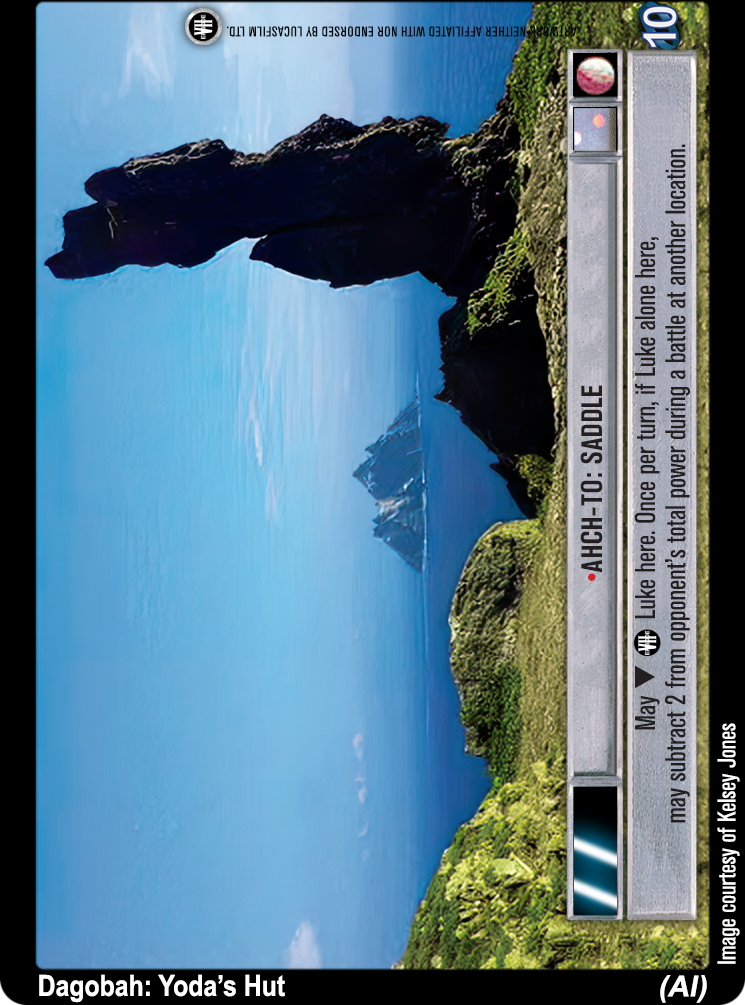 ARTWORK NEITHER AFFILIATED WITH NOR ENDORSED BY LUCASFILM LTD.
VII
10
•AHCH-TO: SADDLE
May ▼ VII Luke here. Once per turn, if Luke alone here,
may subtract 2 from opponent's total power during a battle at another location.
Image courtesy of Kelsey Jones
Dagobah: Yoda's Hut
(AI)